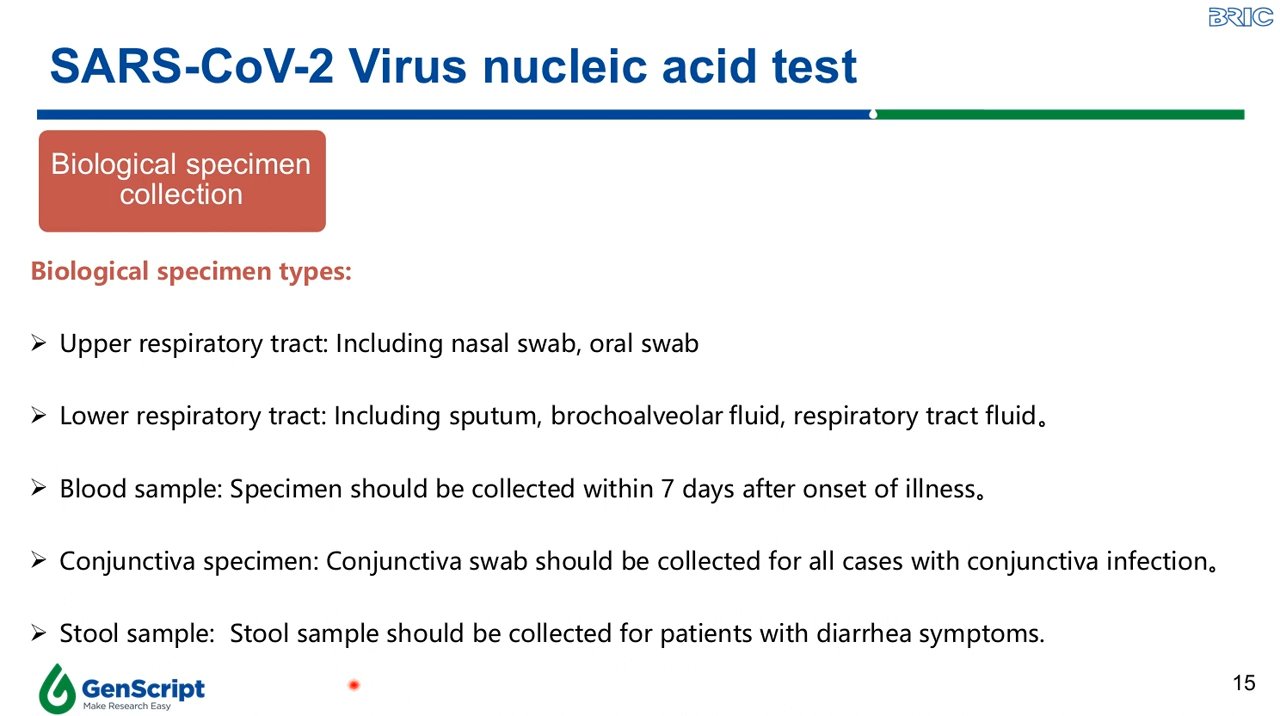 BRIC
SARS-CoV-2 Virus nucleic acid test
Biological specimen
collection
Biological specimen types:
➢ Upper respiratory tract: Including nasal swab, oral swab
➢ Lower respiratory tract: Including sputum, brochoalveolar fluid, respiratory tract fluid。
➢ Blood sample: Specimen should be collected within 7 days after onset of illness。
➢ Conjunctiva specimen: Conjunctiva swab should be collected for all cases with conjunctiva infection。
➢ Stool sample:  Stool sample should be collected for patients with diarrhea symptoms.
GenScript
Make Research Easy
15